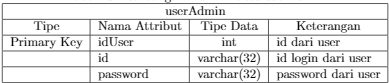 userAdmin
Tipe Nama Atribut Tipe Data Keterangan
Primary Key idUser int id dari user
id varchar(32) id login dari user
password varchar(32) password dari user